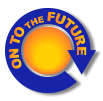 ON TO THE FUTURE